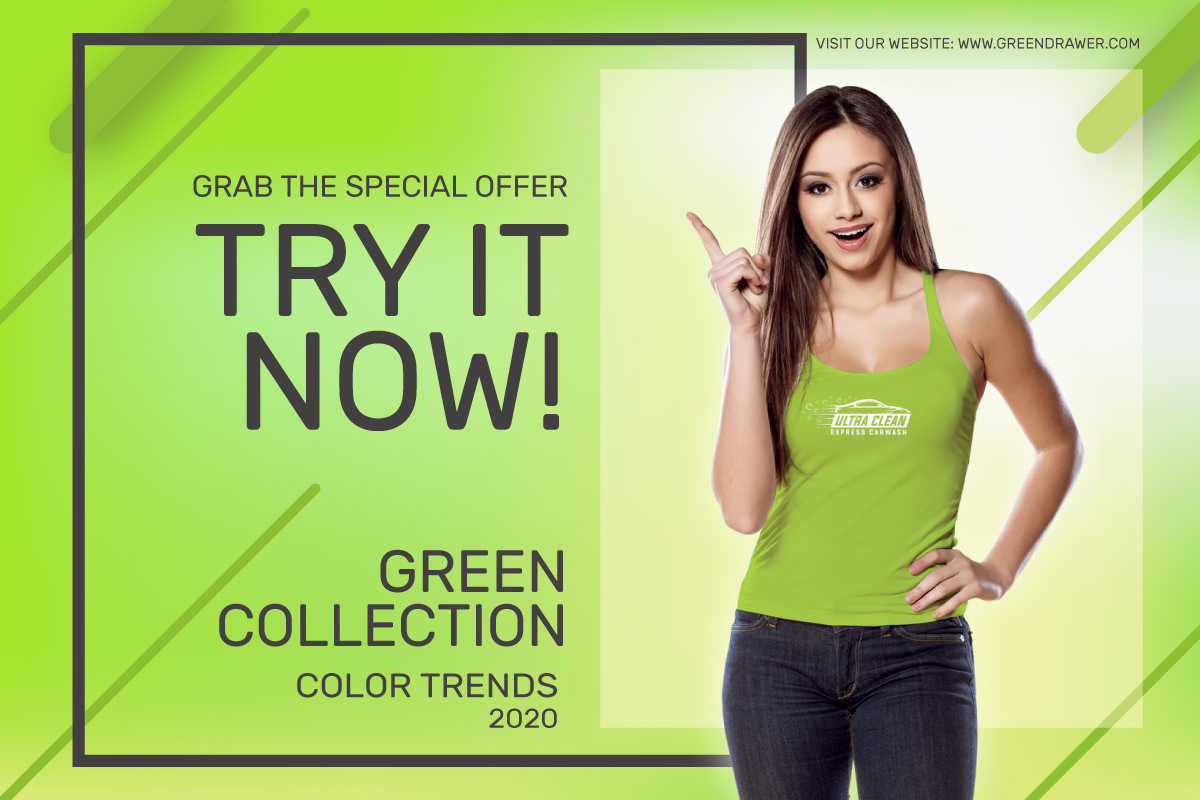 VISIT OUR WEBSITE: WWW.GREENDRAWER.COM
GRAB THE SPECIAL OFFER
TRY IT
NOW!
ULTRA CLEAN
EXPRESS CARWASH
GREEN
COLLECTION
COLOR TRENDS
2020